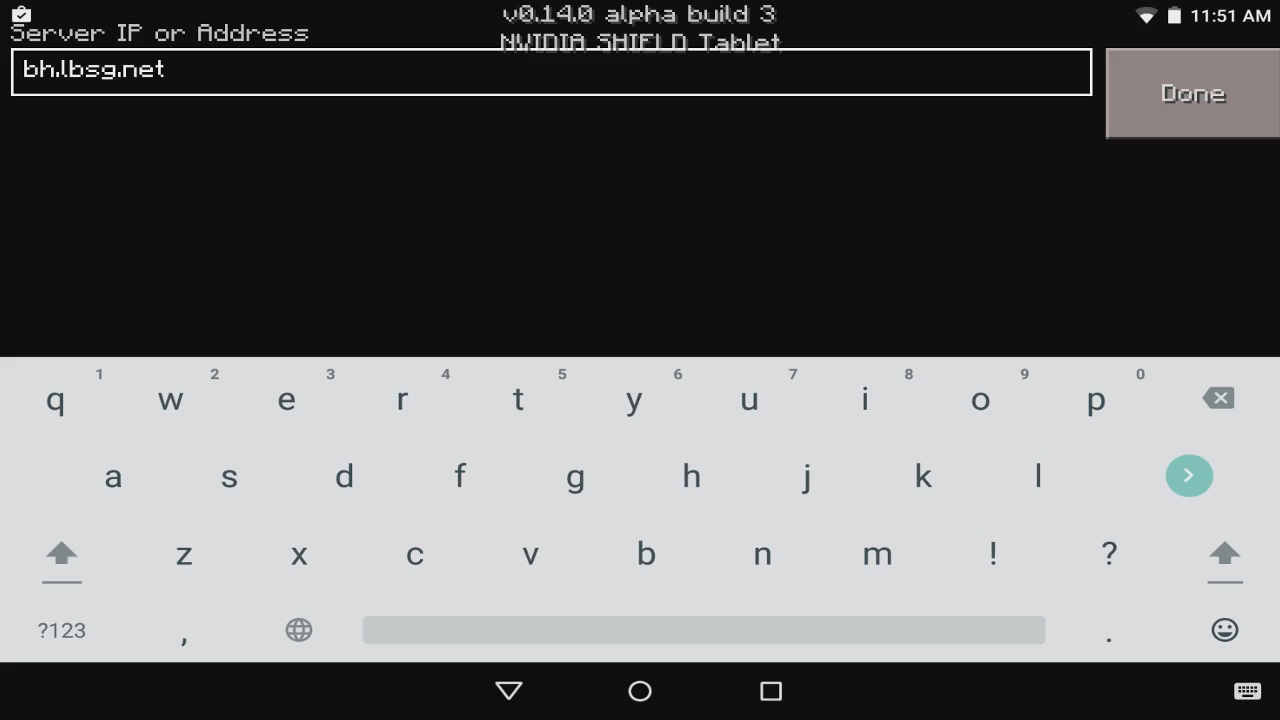 v0.14.0 alpha build 3
11:51 AM
Server IP or Address
NVIDIA SHIELD Tablet
bh.lbsg.net
Done
1 2 3 4 5 6 7 8 9 0
q w e r t y u i o p
a s d f g h j k l
z x c v b n m ! ?
?123 , .